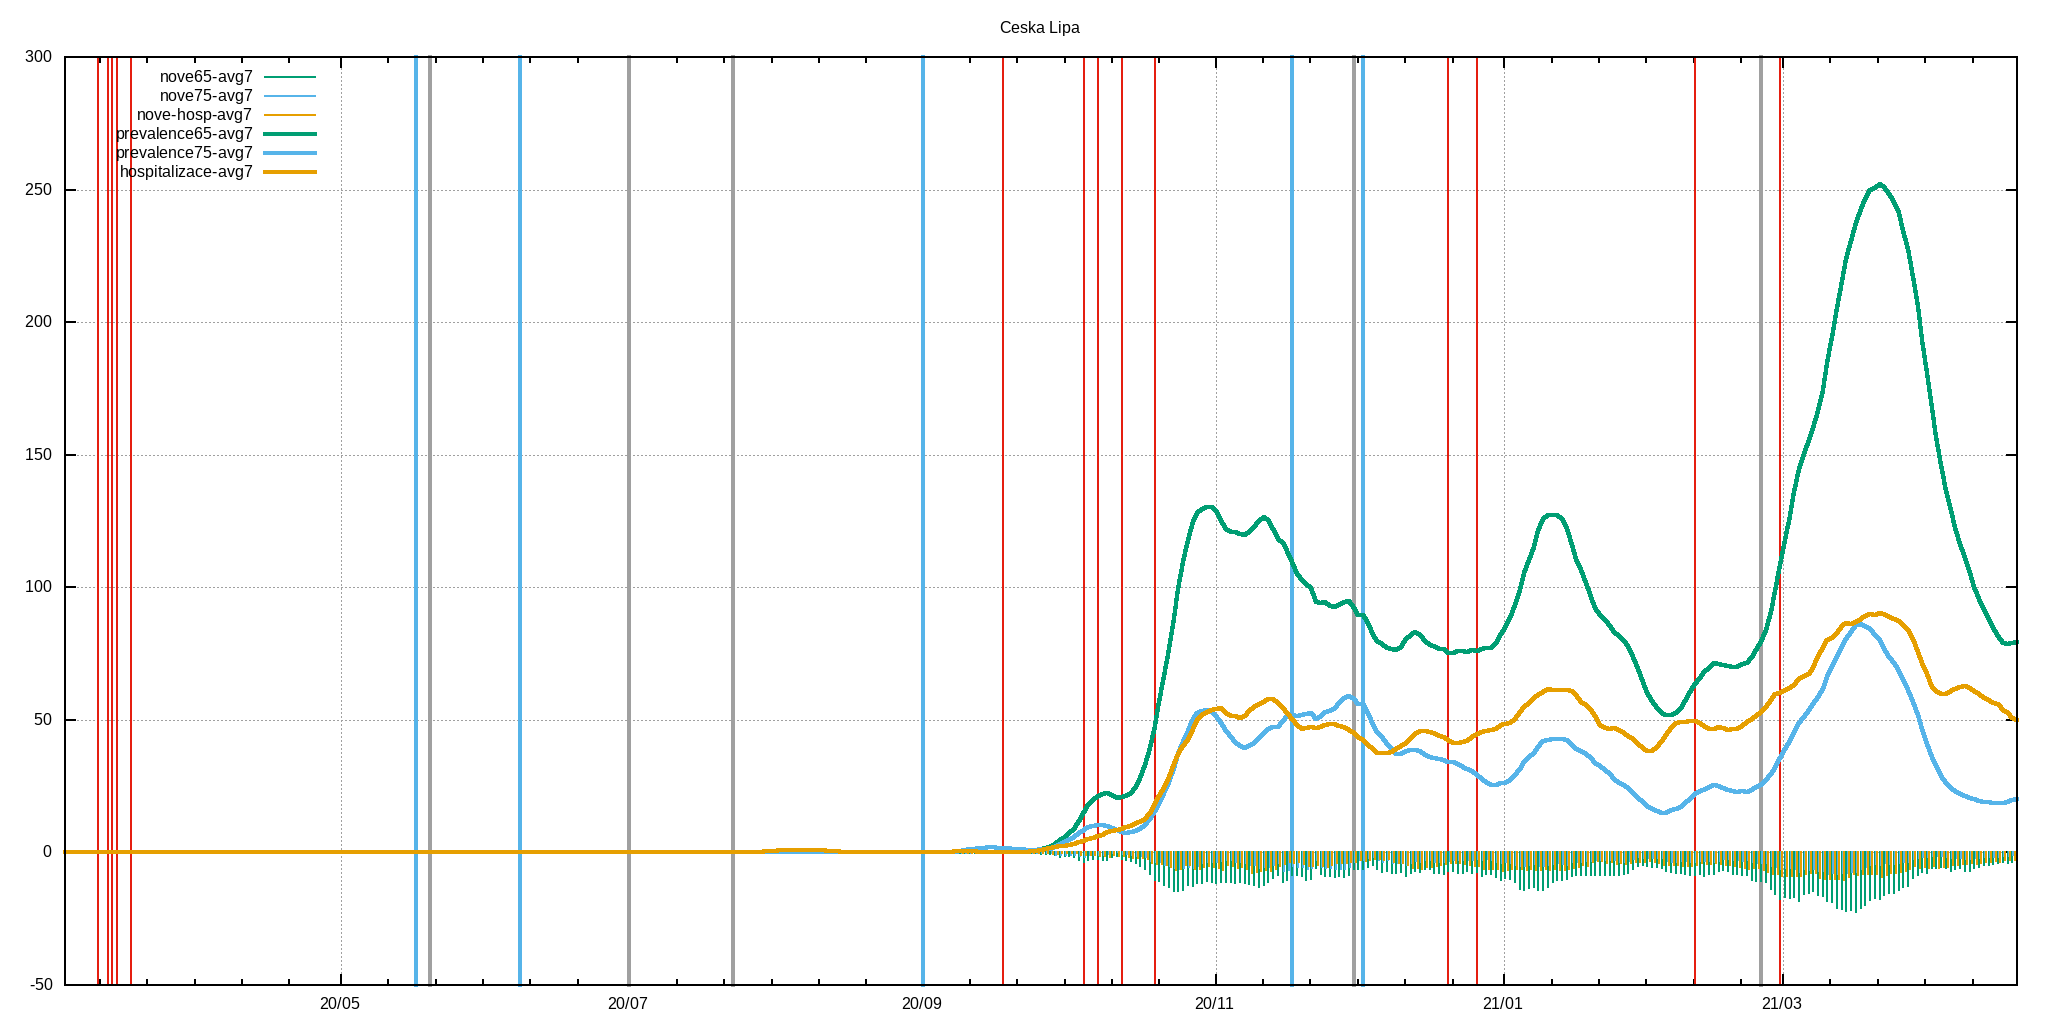 Ceska Lipa
300
250
200
150
100
50
0
-50
nove65-avg7
nove75-avg7
nove-hosp-avg7
prevalence65-avg7
prevalence75-avg7
hospitalizace-avg7
20/05
20/07
20/09
20/11
21/01
21/03